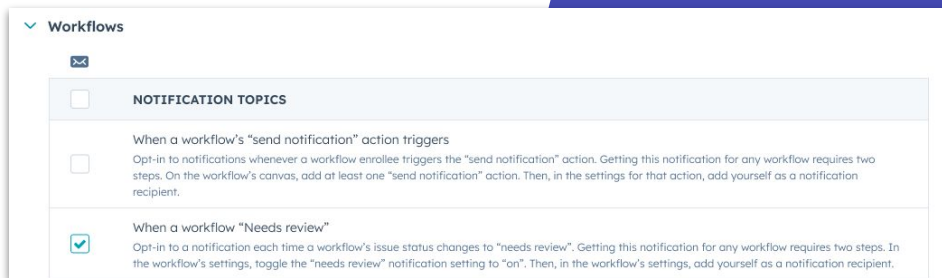 Workflows
NOTIFICATION TOPICS
When a workflow’s “send notification” action triggers
Opt-in to notifications whenever a workflow enrollee triggers the “send notification” action. Getting this notification for any workflow requires two
steps. On the workflow’s canvas, add at least one “send notification” action. Then, in the settings for that action, add yourself as a notification
recipient.
When a workflow “Needs review”
Opt-in to a notification each time a workflow’s issue status changes to “needs review”. Getting this notification for any workflow requires two steps. In
the workflow’s settings, toggle the “needs review” notification setting to “on”. Then, in the workflow’s settings, add yourself as a notification recipient.